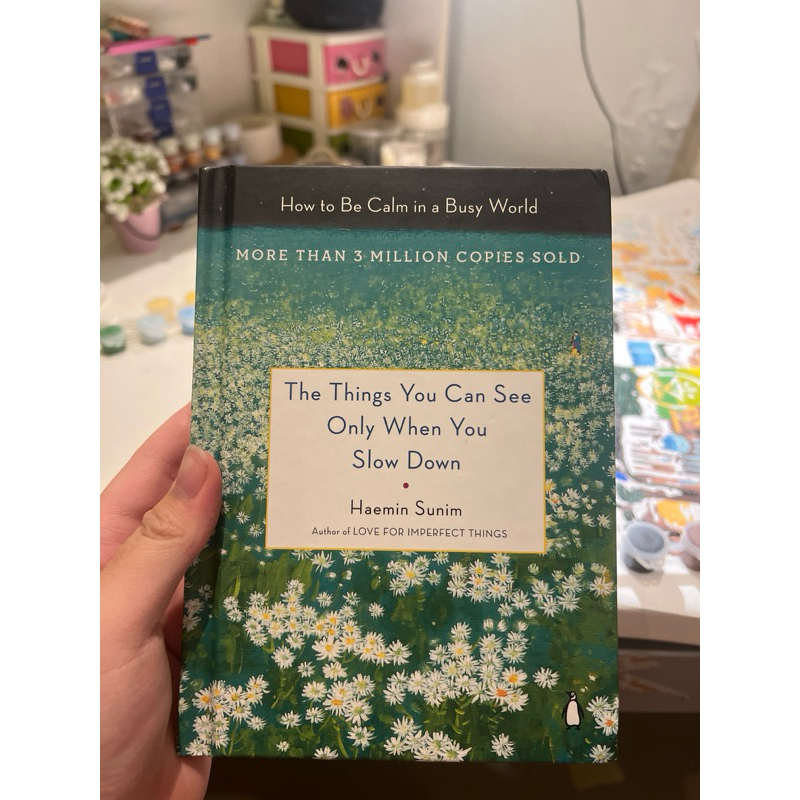 How to Be Calm in a Busy World
MORE THAN 3 MILLION COPIES SOLD
The Things You Can See
Only When You
Slow Down
Haemin Sunim
Author of LOVE FOR IMPERFECT THINGS